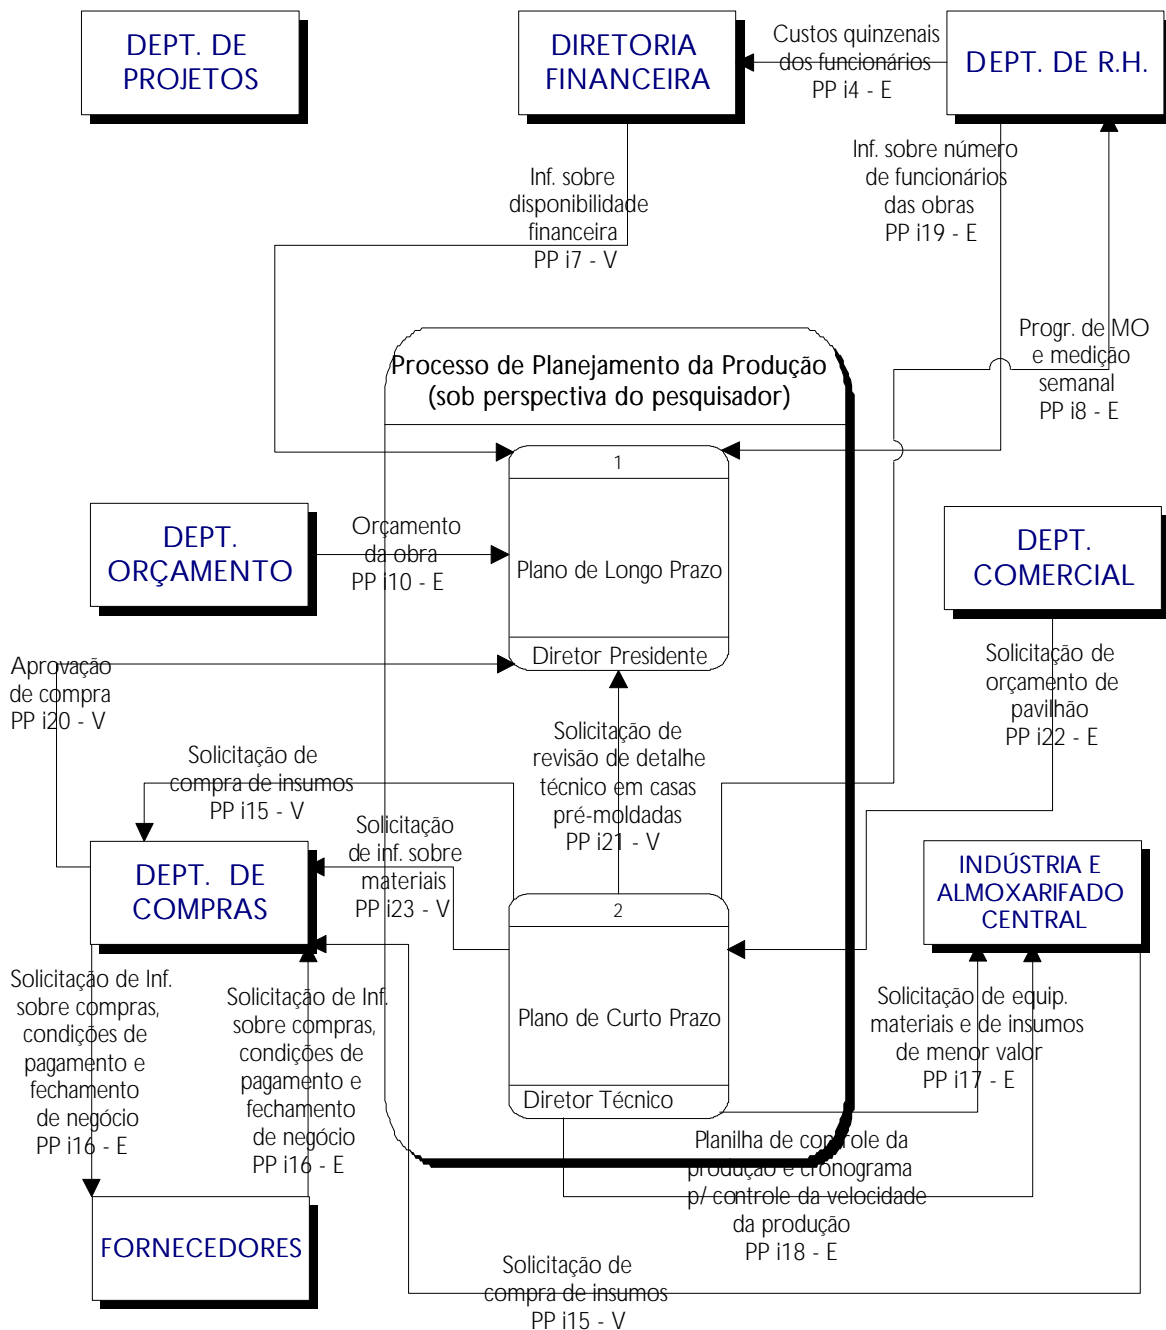 DEPT. DE
PROJETOS
DIRETORIA
FINANCEIRA
Custos quinzenais
dos funcionários
PP i4 - E
DEPT. DE R.H.
Inf. sobre
disponibilidade
financeira
PP i7 - V
Inf. sobre número
de funcionários
das obras
PP i19 - E
Progr. de MO
e medição
semanal
PP i8 - E
Processo de Planejamento da Produção
(sob perspectiva do pesquisador)
1
Plano de Longo Prazo
Diretor Presidente
DEPT.
ORÇAMENTO
Orçamento
da obra
PP i10 - E
DEPT.
COMERCIAL
Aprovação
de compra
PP i20 - V
Solicitação de
orçamento de
pavilhão
PP i22 - E
Solicitação de
compra de insumos
PP i15 - V
Solicitação de
revisão de detalhe
técnico em casas
pré-moldadas
PP i21 - V
Solicitação
de inf. sobre
materiais
PP i23 - V
DEPT. DE
COMPRAS
INDÚSTRIA E
ALMOXARIFADO
CENTRAL
2
Plano de Curto Prazo
Diretor Técnico
Solicitação de Inf.
sobre compras,
condições de
pagamento e
fechamento
de negócio
PP i16 - E
Solicitação de Inf.
sobre compras,
condições de
pagamento e
fechamento
de negócio
PP i16 - E
Solicitação de equip.
materiais e de insumos
de menor valor
PP i17 - E
Planilha de controle da
produção e cronograma
p/ controle da velocidade
da produção
PP i18 - E
FORNECEDORES
Solicitação de
compra de insumos
PP i15 - V